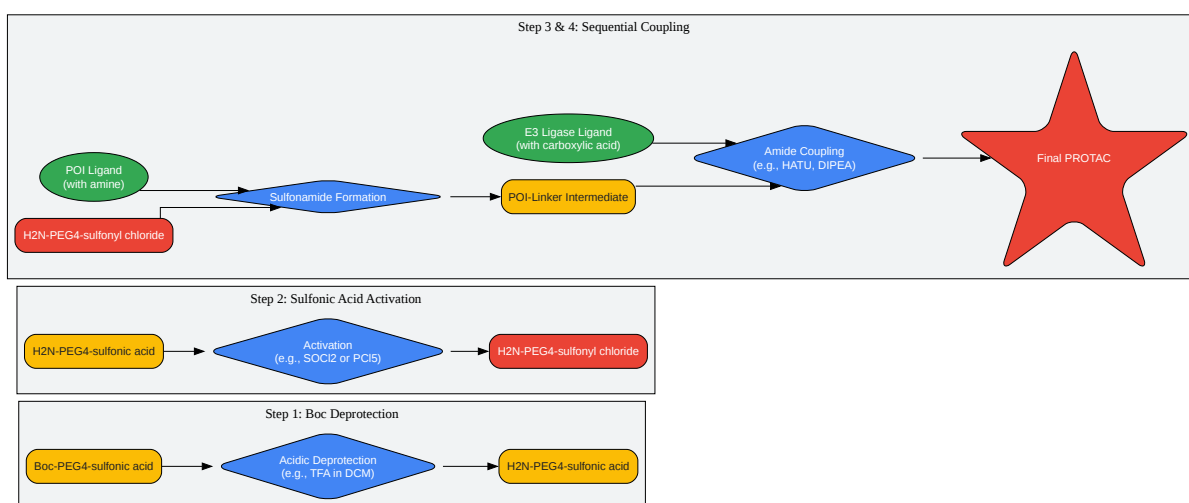 Step 3 & 4: Sequential Coupling
POI Ligand
(with amine)
H2N-PEG4-sulfonyl chloride
Sulfonamide Formation
E3 Ligase Ligand
(with carboxylic acid)
POI-Linker Intermediate
Amide Coupling
(e.g., HATU, DIPEA)
Final PROTAC
Step 2: Sulfonic Acid Activation
H2N-PEG4-sulfonic acid
Activation
(e.g., SOCl2 or PCl5)
H2N-PEG4-sulfonyl chloride
Step 1: Boc Deprotection
Boc-PEG4-sulfonic acid
Acidic Deprotection
(e.g., TFA in DCM)
H2N-PEG4-sulfonic acid